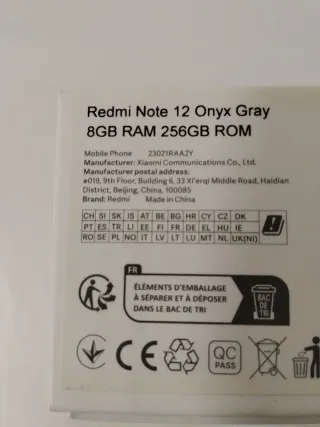 Redmi Note 12 Onyx Gray
8GB RAM 256GB ROM
Mobile Phone 23021RAA2Y
Manufacturer: Xiaomi Communications Co., Ltd.
Manufacturer postal address:
#019, 9th Floor, Building 6, 33 Xi'erqi Middle Road, Haidian
District, Beijing, China, 100085
Brand: Redmi Made in China
CH SI SK IS AT BE BG HR CY CZ DK
PT ES TR LI EE FI FR DE EL HU IE
RO SE PL NO IT LV LT LU MT NL UK(NI)
FR
ÉLÉMENTS D'EMBALLAGE
À SÉPARER ET À DÉPOSER
DANS LE BAC DE TRI
BAC
DE
TRI
CE
QC
PASS